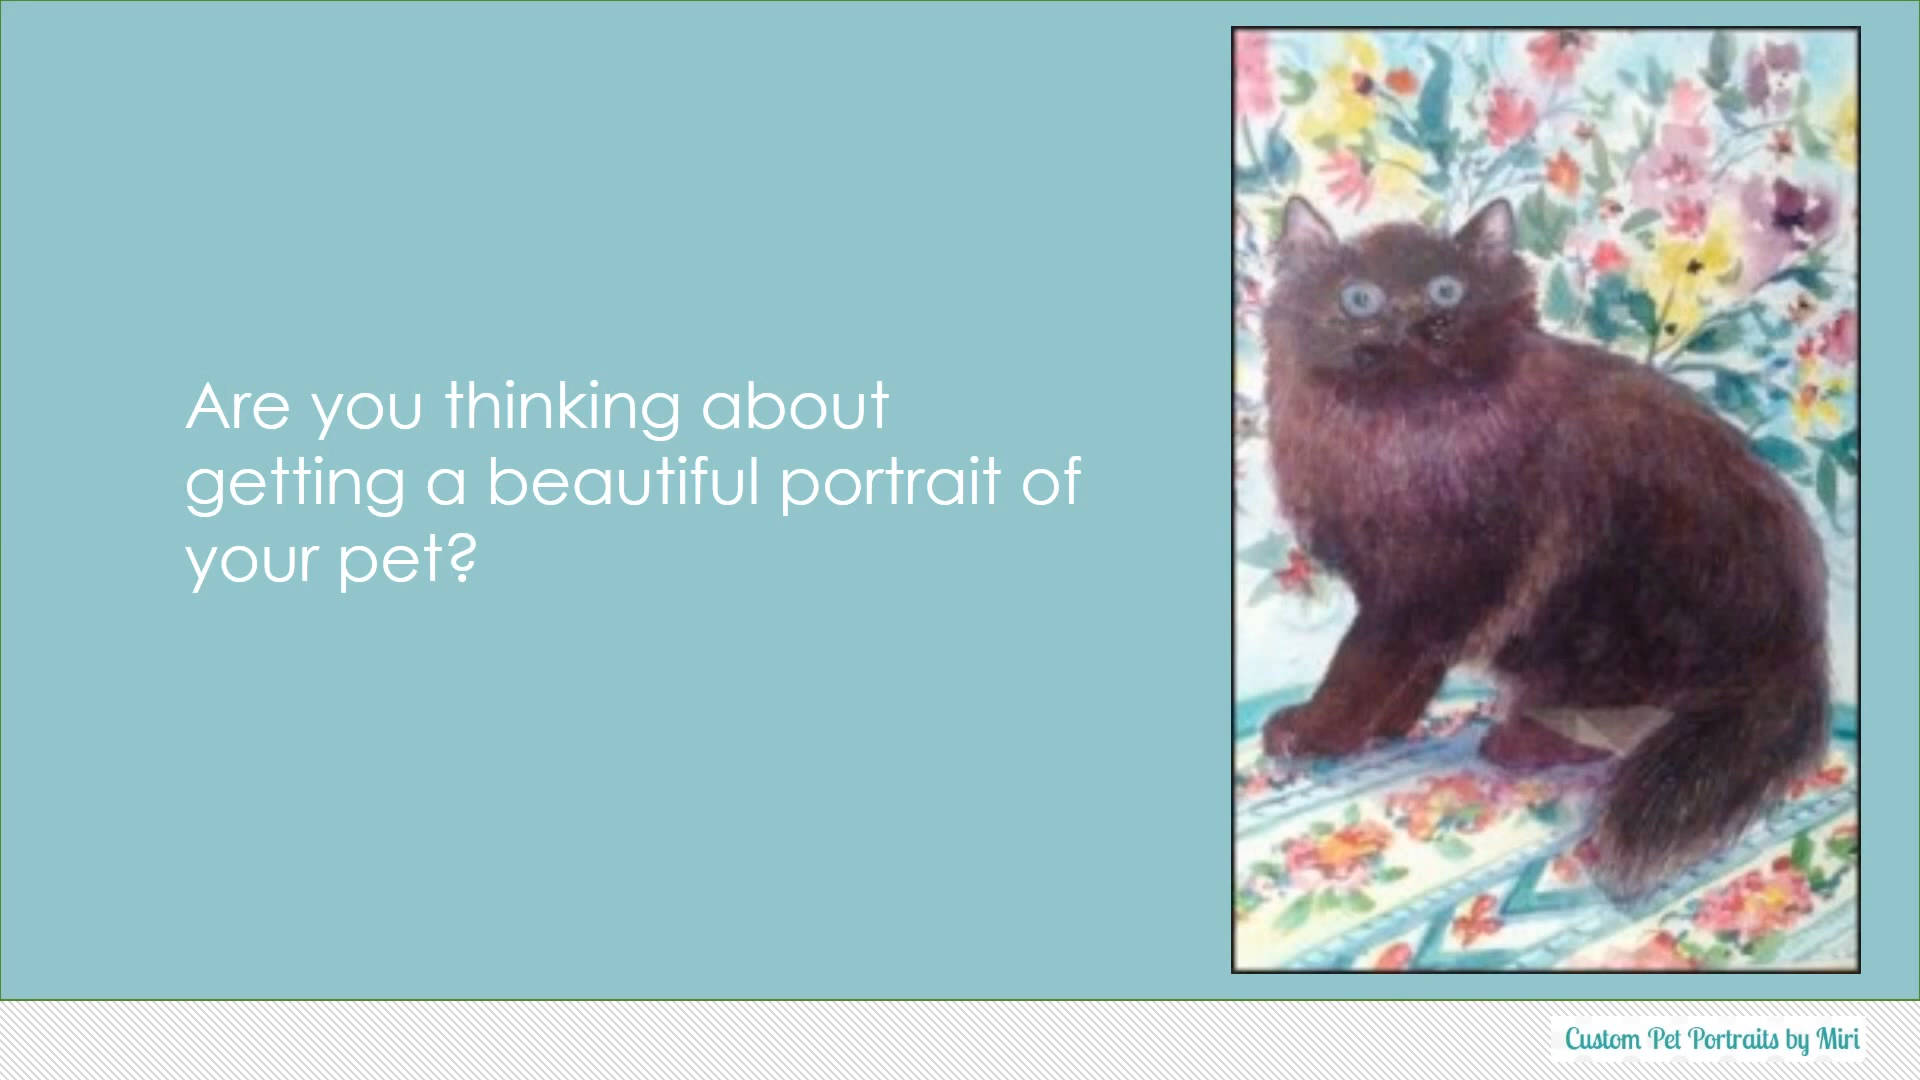 Are you thinking about
getting a beautiful portrait of
your pet?
Custom Pet Portraits by Miri